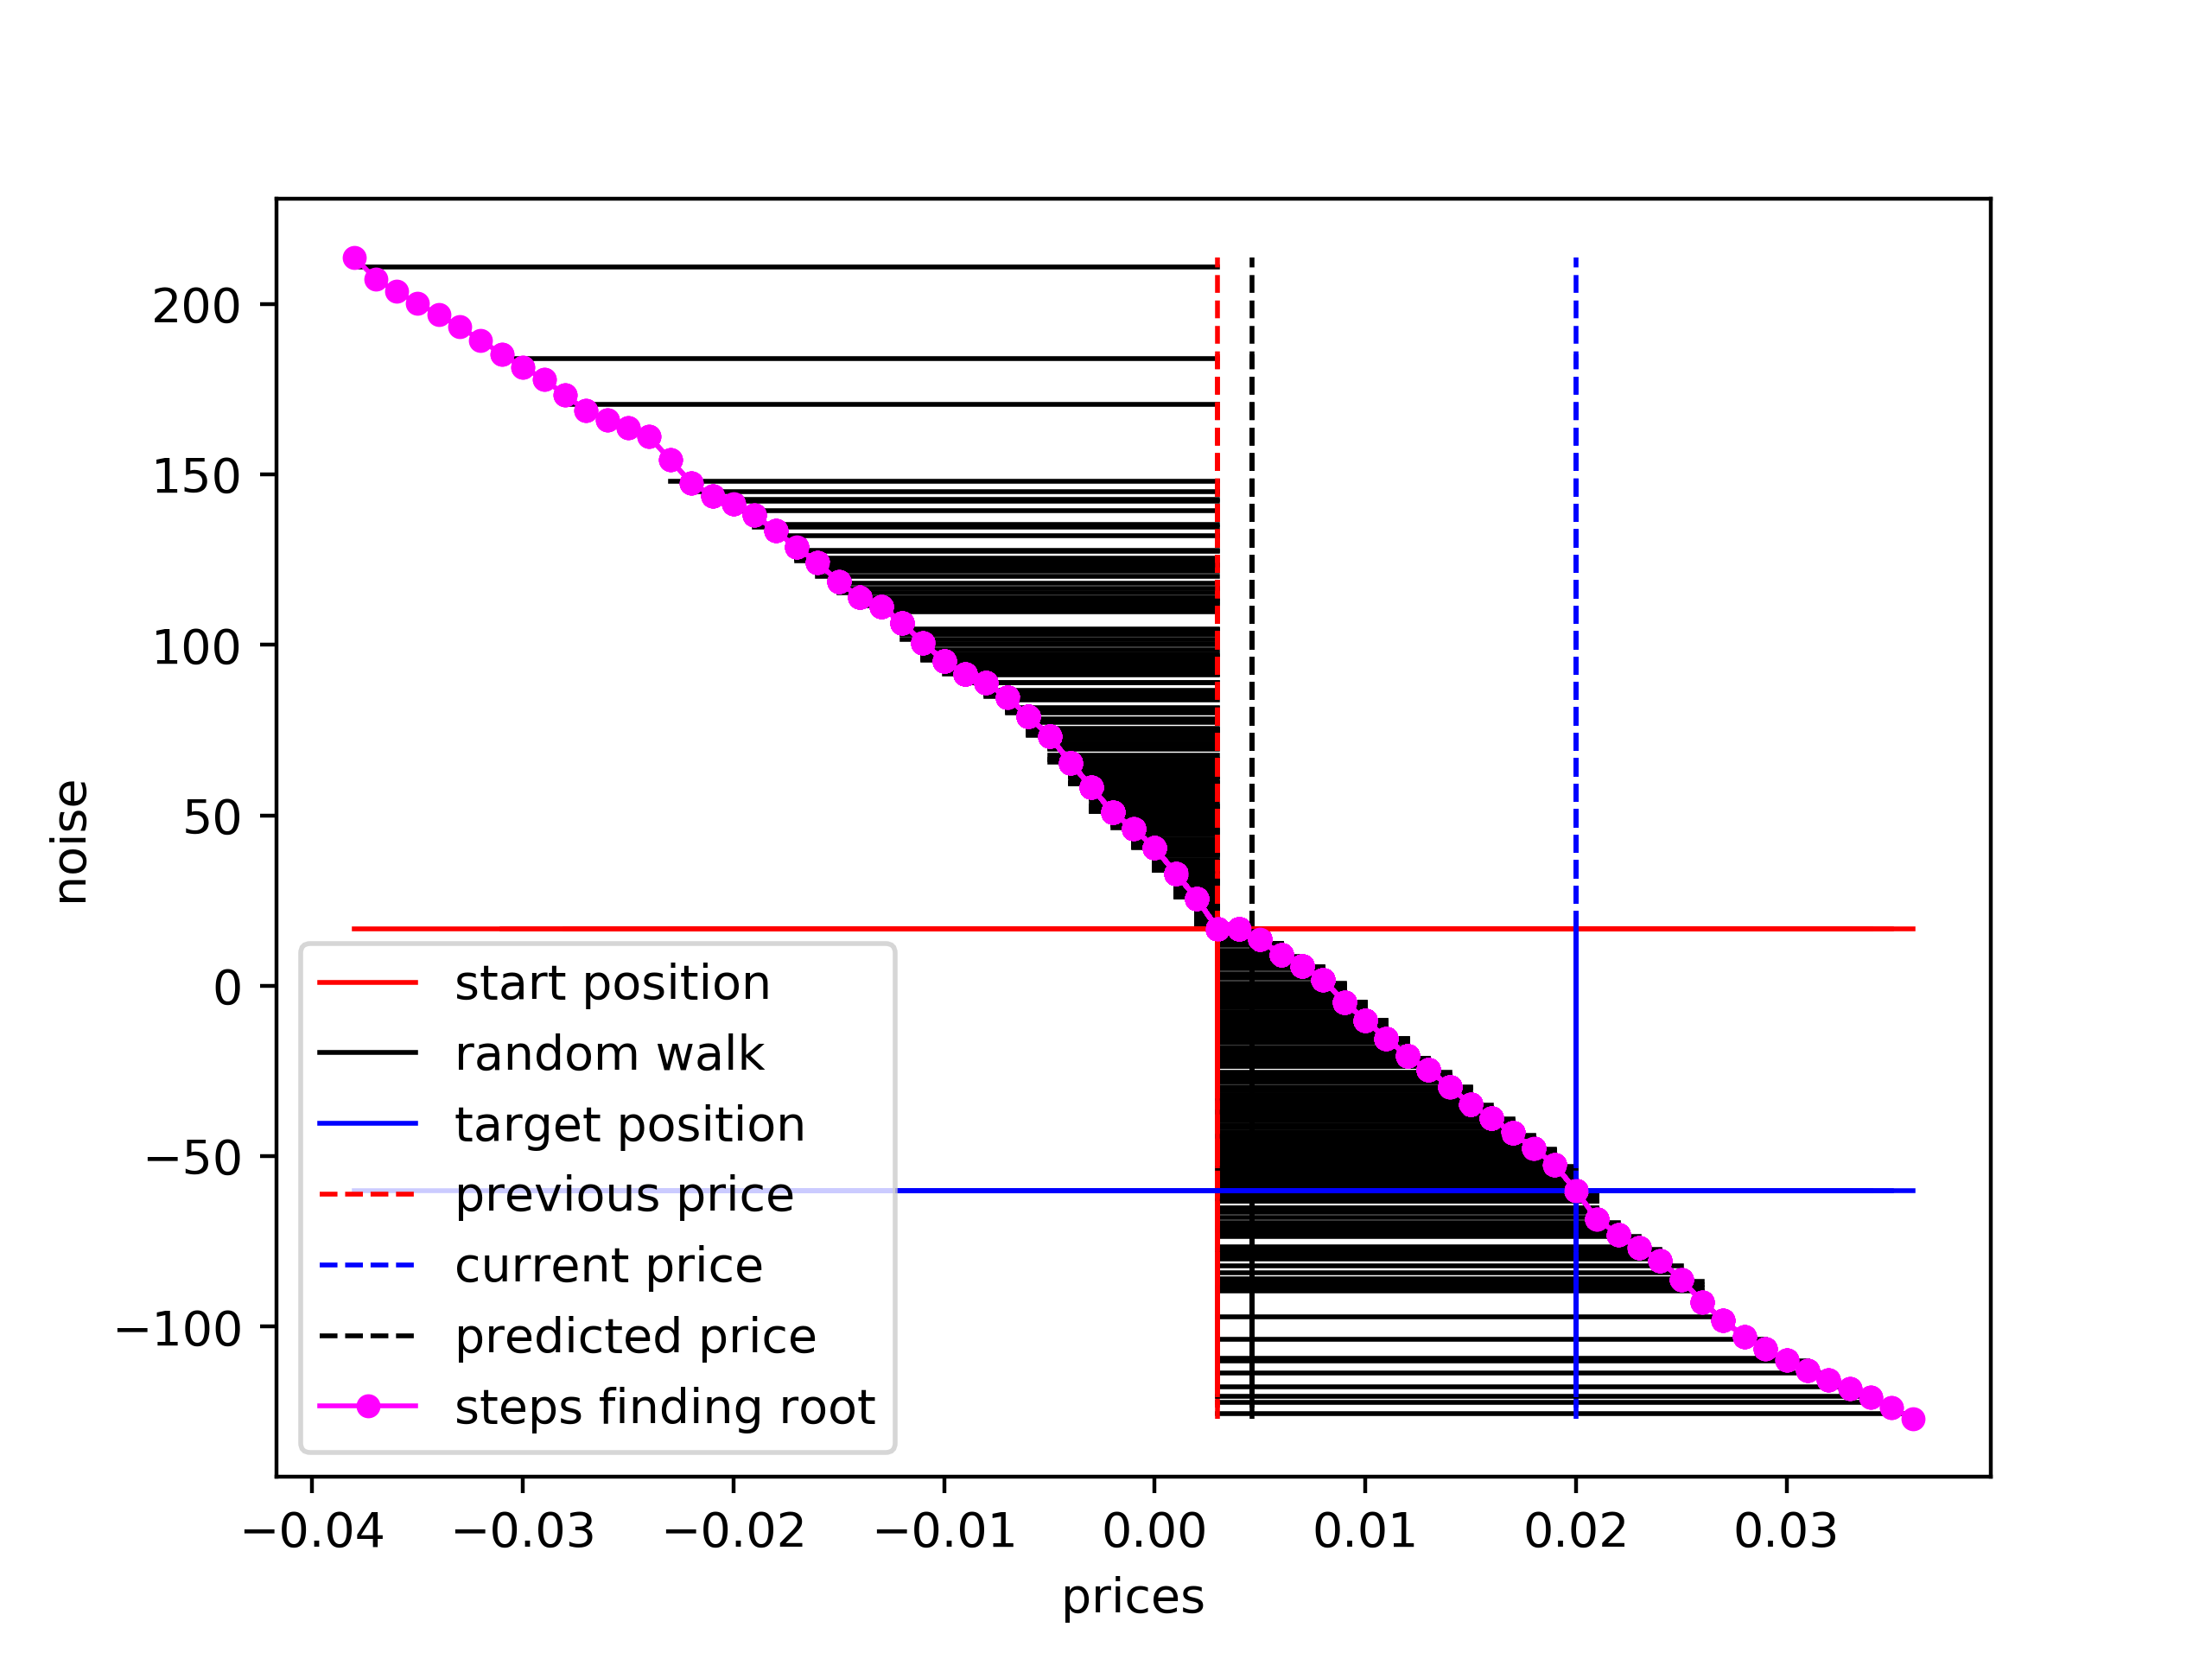 200
150
100
50
0
−50
−100
noise
start position
random walk
target position
previous price
current price
predicted price
steps finding root
−0.04 −0.03 −0.02 −0.01 0.00 0.01 0.02 0.03
prices